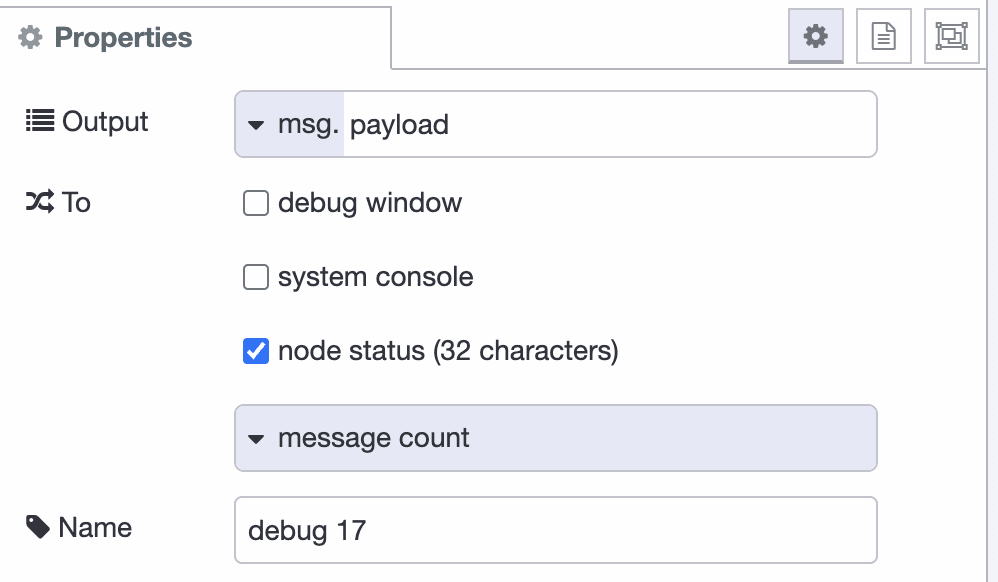 Properties
Output msg. payload
To debug window
system console
node status (32 characters)
message count
Name debug 17